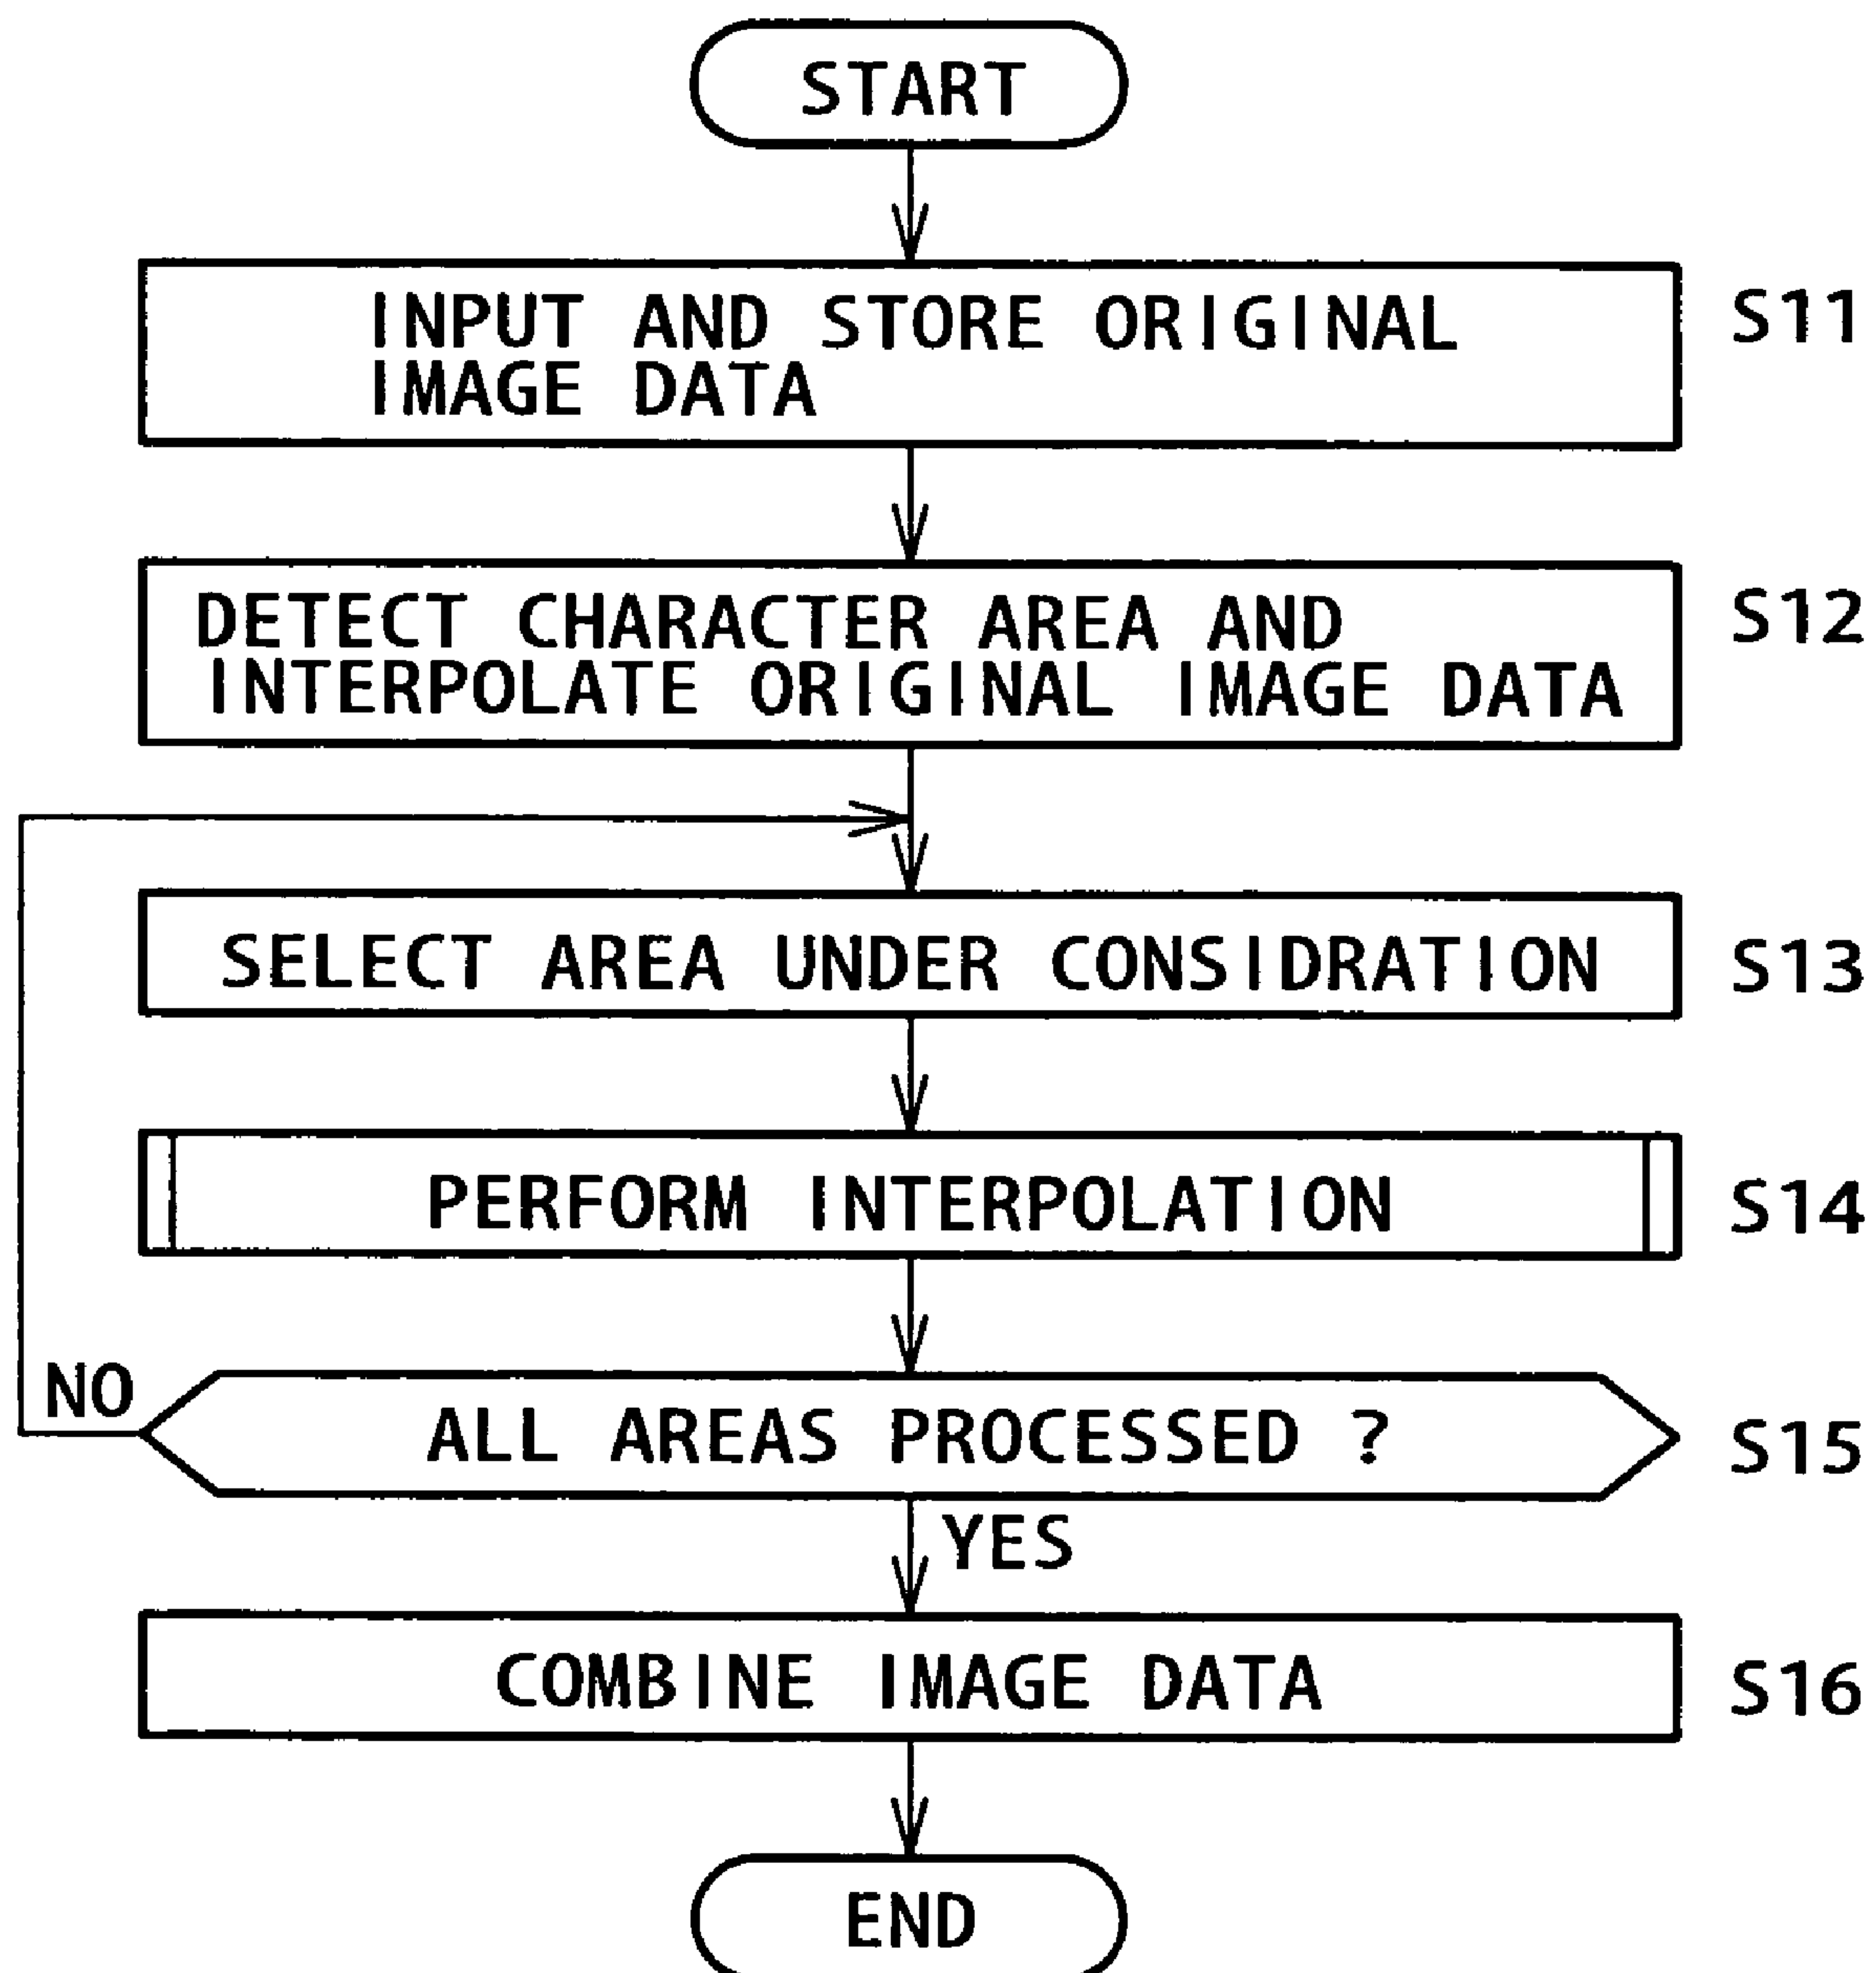 START
INPUT AND STORE ORIGINAL
IMAGE DATA
S11
DETECT CHARACTER AREA AND
INTERPOLATE ORIGINAL IMAGE DATA
S12
SELECT AREA UNDER CONSIDRATION
S13
PERFORM INTERPOLATION
S14
NO
ALL AREAS PROCESSED ?
S15
YES
COMBINE IMAGE DATA
S16
END